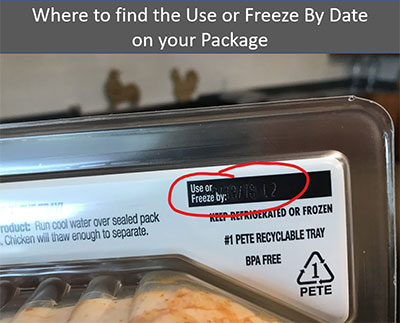 Where to find the Use or Freeze By Date
on your Package
Use or
Freeze by:
KEEP REFRIGERATED OR FROZEN
roduct: Run cool water over sealed pack
. Chicken will thaw enough to separate.
#1 PETE RECYCLABLE TRAY
BPA FREE
1
PETE